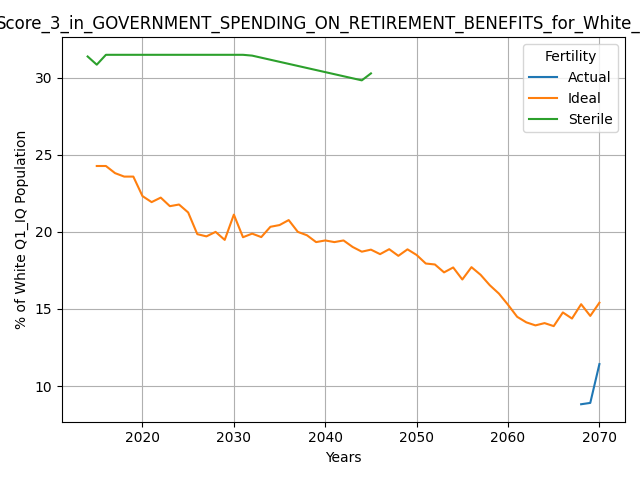 Score_3_in_GOVERNMENT_SPENDING_ON_RETIREMENT_BENEFITS_for_White_
Fertility
Actual
Ideal
Sterile
% of White Q1_IQ Population
30
25
20
15
10
2020 2030 2040 2050 2060 2070
Years